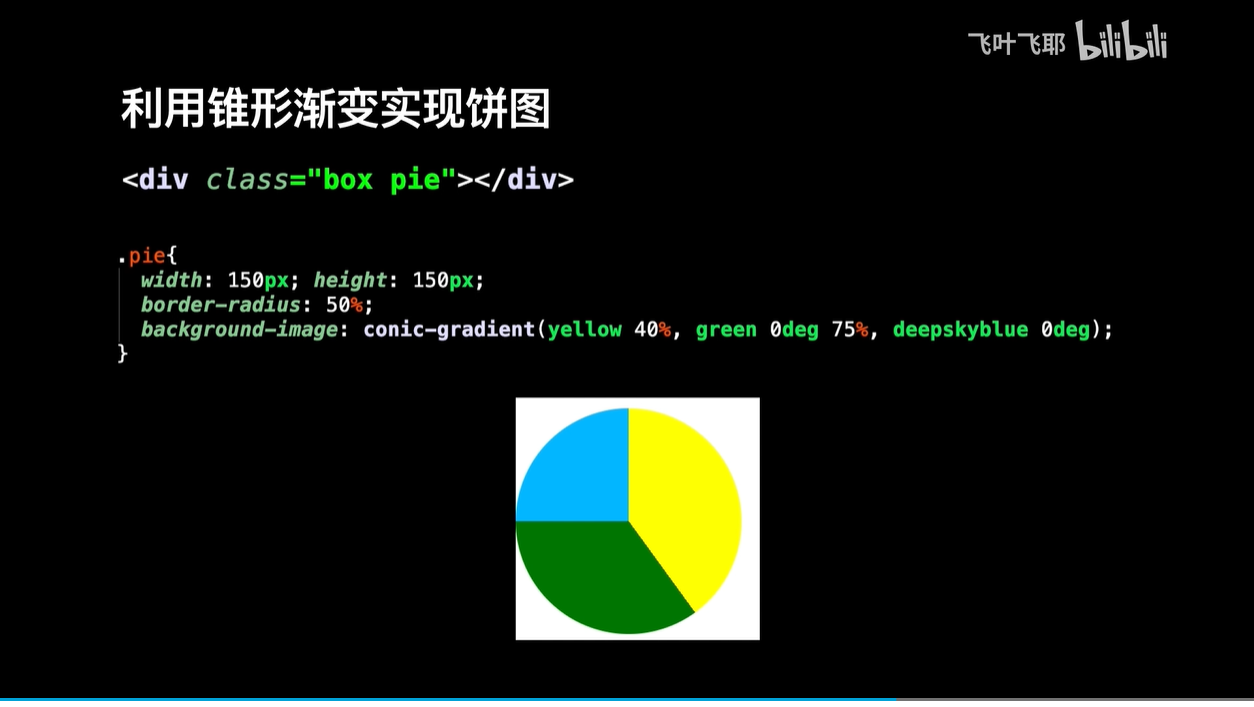 飞叶飞耶 bilibili
利用锥形渐变实现饼图
<div class="box pie"></div>
.pie{
width: 150px; height: 150px;
border-radius: 50%;
background-image: conic-gradient(yellow 40%, green 0deg 75%, deepskyblue 0deg);
}